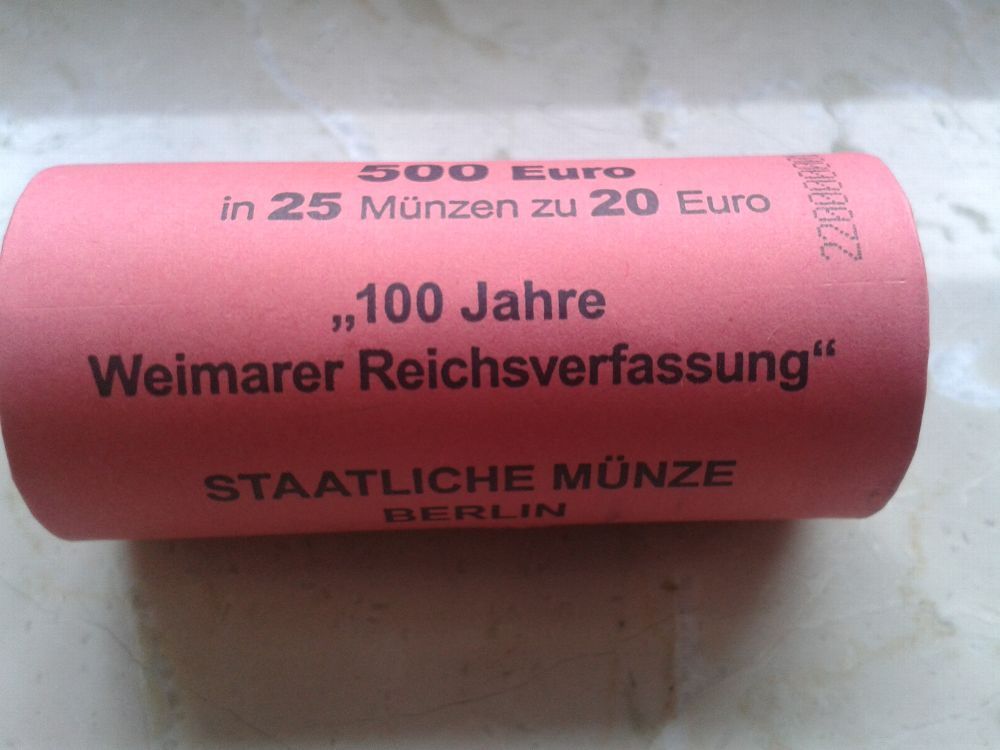 500 Euro
in 25 Münzen zu 20 Euro
„100 Jahre
Weimarer Reichsverfassung“
STAATLICHE MÜNZE
BERLIN